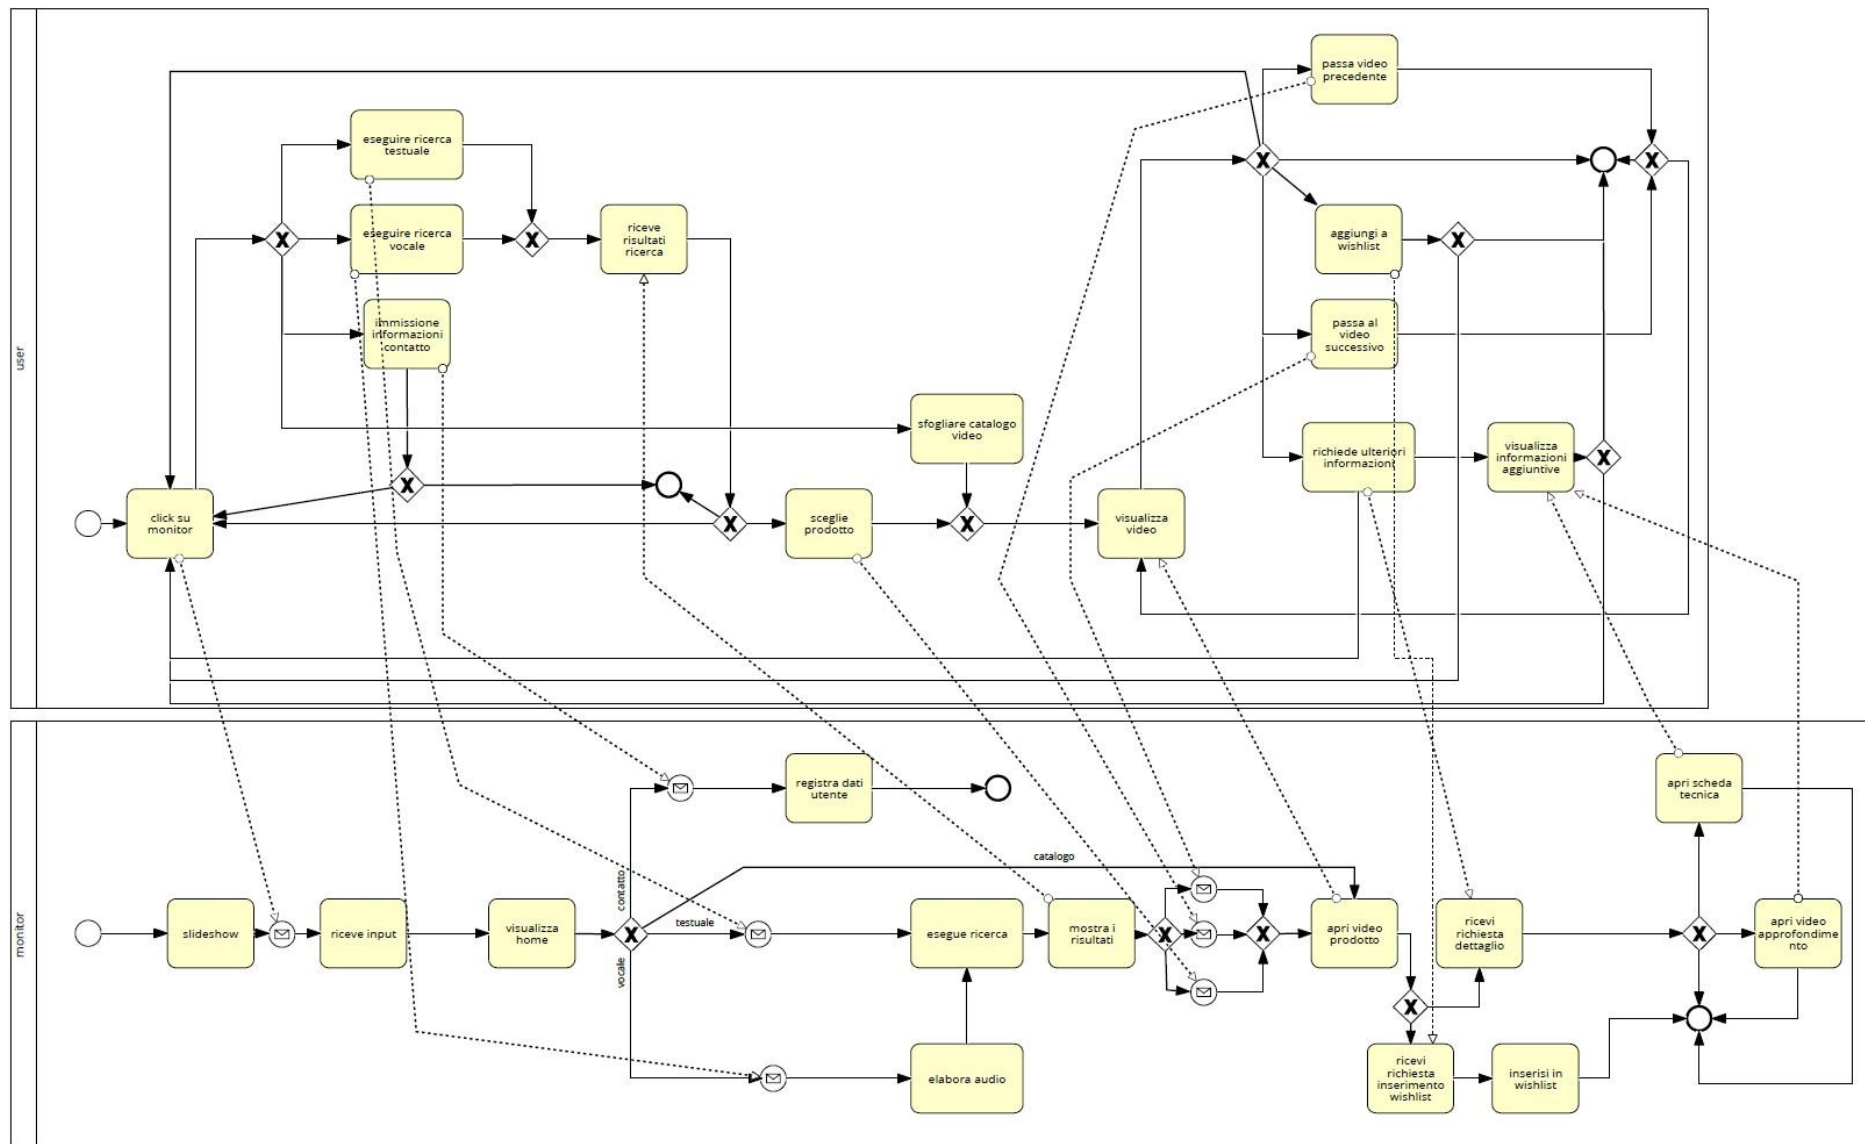 user
passa video
precedente
eseguire ricerca
testuale
eseguire ricerca
vocale
riceve
risultati
ricerca
aggiungi a
wishlist
immissione
informazioni
contatto
passa al
video
successivo
sfogliare catalogo
video
richiede ulteriori
informazioni
visualizza
informazioni
aggiuntive
click su
monitor
sceglie
prodotto
visualizza
video
monitor
registra dati
utente
apri scheda
tecnica
catalogo
contatto
testuale
vocale
slideshow
riceve input
visualizza
home
esegue ricerca
mostra i
risultati
apri video
prodotto
ricevi
richiesta
dettaglio
apri video
approfondime
nto
elabora audio
ricevi
richiesta
inserimento
wishlist
inserisi in
wishlist